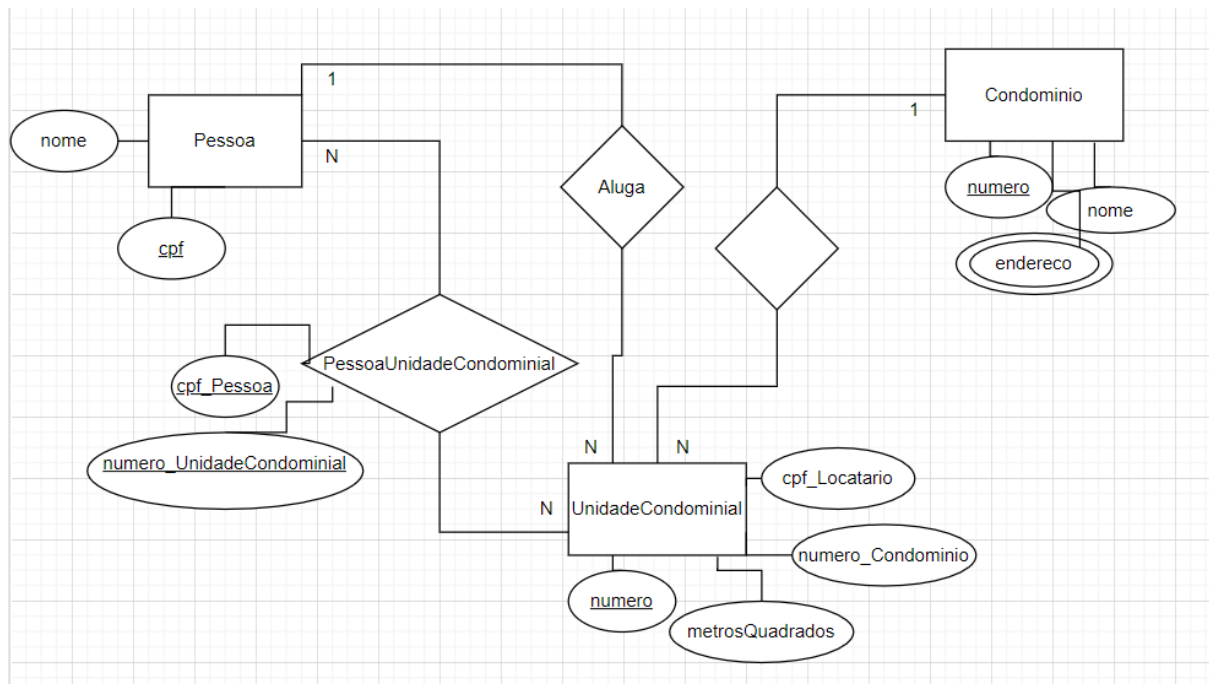 1
Condominio
1
nome
Pessoa
N
Aluga
numero
nome
cpf
endereco
PessoaUnidadeCondominial
cpf_Pessoa
N
N
numero_UnidadeCondominial
cpf_Locatario
N
UnidadeCondominial
numero_Condominio
numero
metrosQuadrados